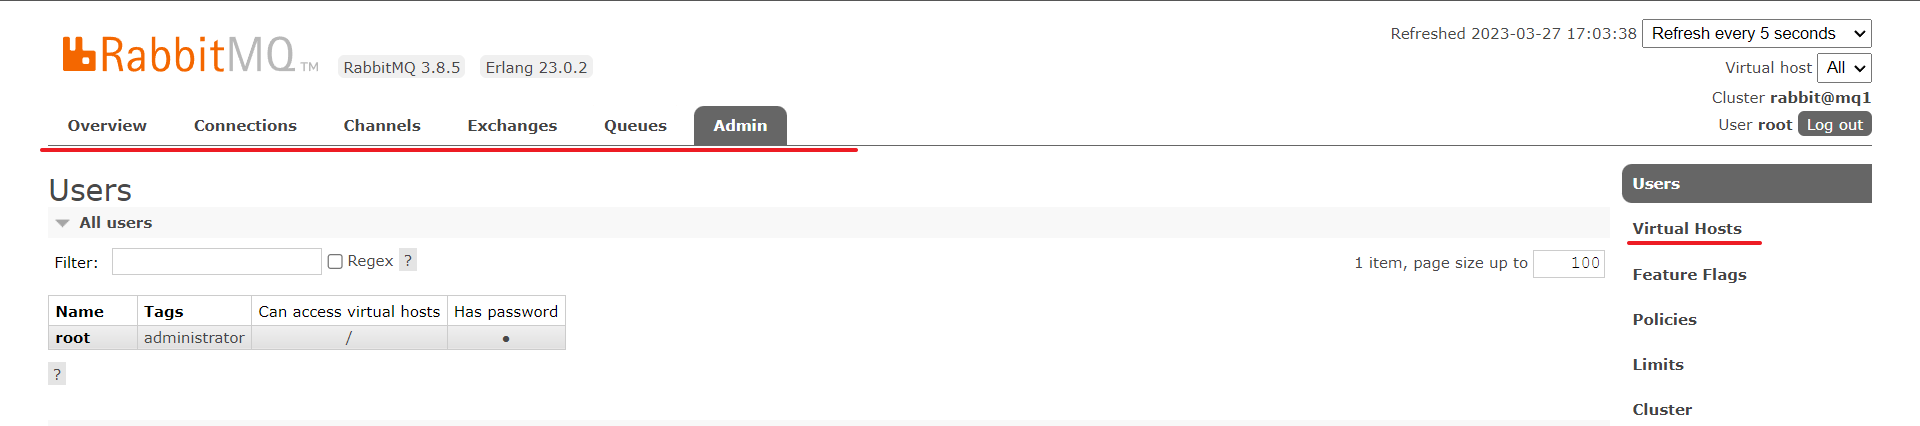 Refreshed 2023-03-27 17:03:38 Refresh every 5 seconds
RabbitMQ TM RabbitMQ 3.8.5 Erlang 23.0.2
Virtual host All
Cluster rabbit@mq1
User root Log out
Overview Connections Channels Exchanges Queues Admin
Users
All users
Filter: Regex ?
1 item, page size up to 100
Name Tags Can access virtual hosts Has password
root administrator / •
?
Users
Virtual Hosts
Feature Flags
Policies
Limits
Cluster